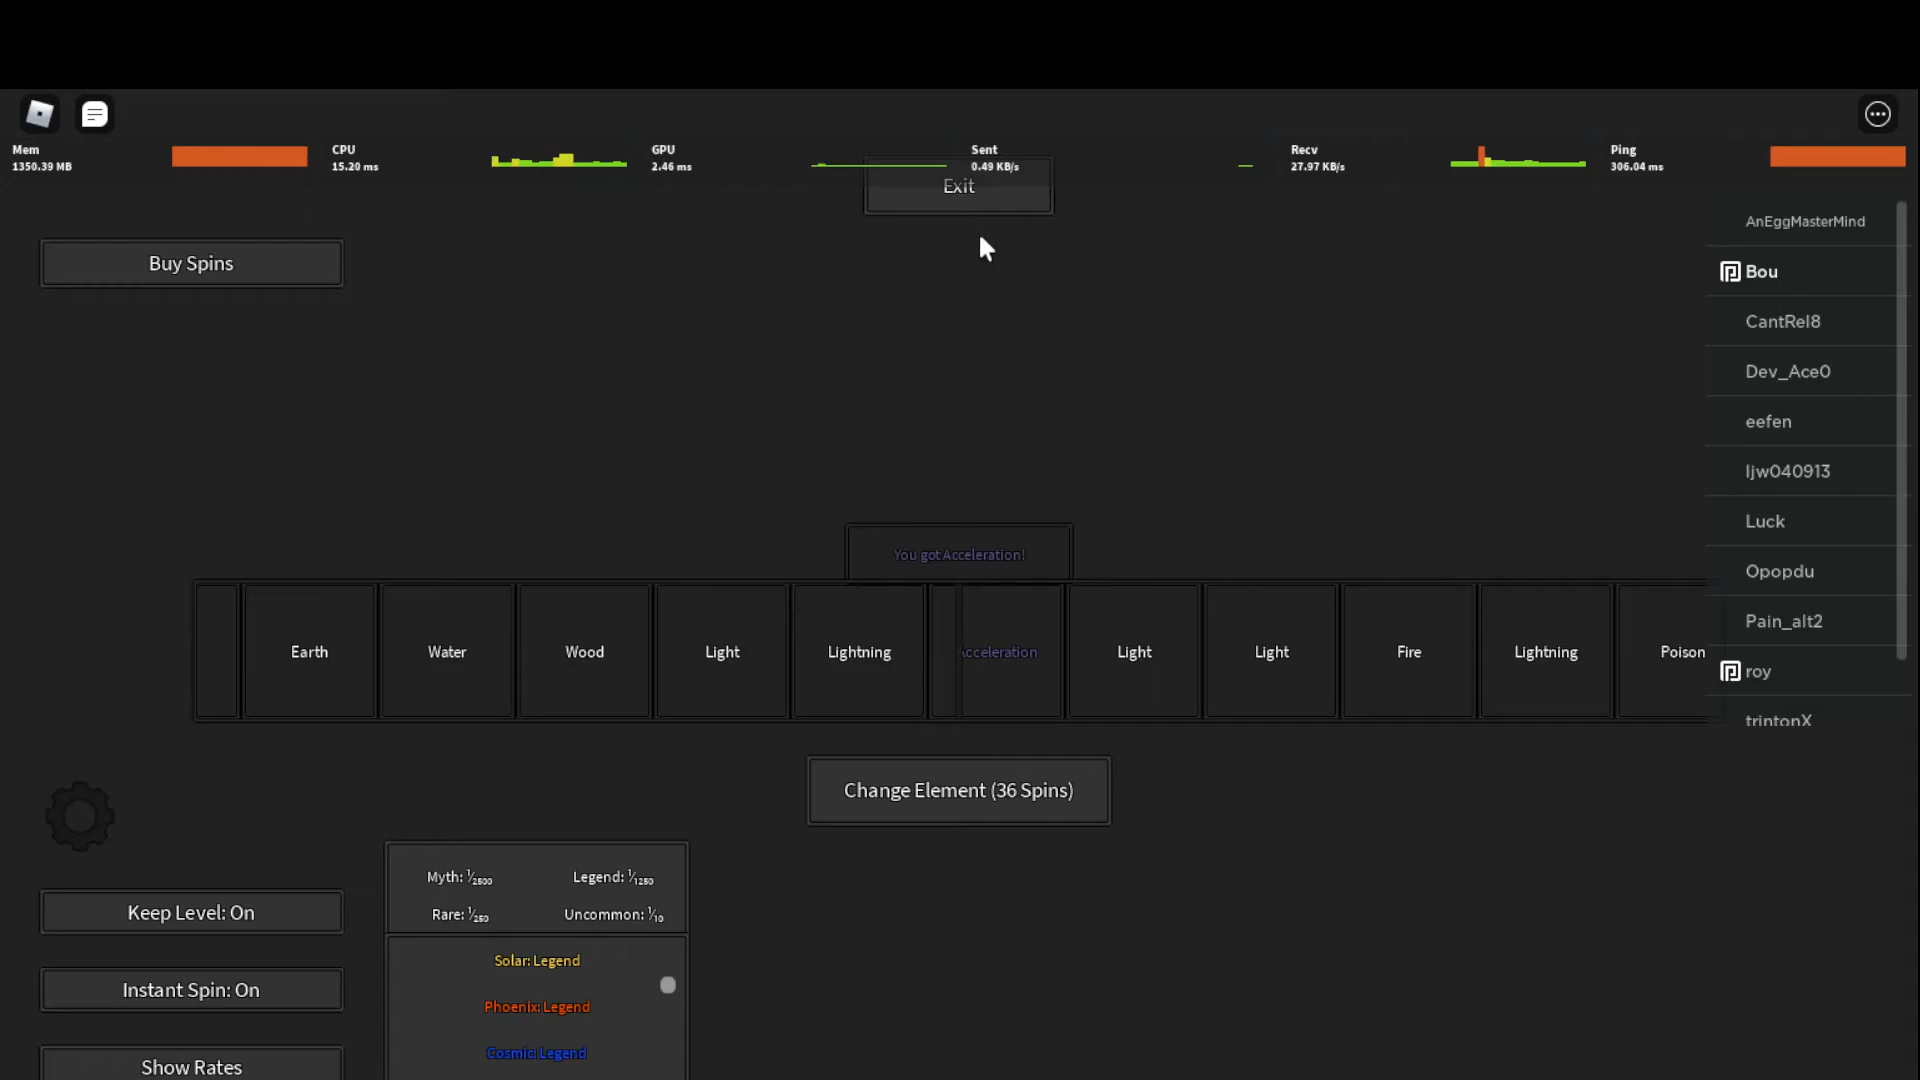 Mem
1350.39 MB
CPU
15.20 ms
GPU
2.46 ms
Sent
0.49 KB/s
Recv
27.97 KB/s
Ping
306.04 ms
Exit
Buy Spins
AnEggMasterMind
Bou
CantRel8
Dev_Ace0
eefen
ljw040913
Luck
Opopdu
Pain_alt2
roy
trintonX
You got Acceleration!
Earth
Water
Wood
Light
Lightning
Acceleration
Light
Light
Fire
Lightning
Poison
Change Element (36 Spins)
Keep Level: On
Instant Spin: On
Show Rates
Myth: 1/2500
Legend: 1/1250
Rare: 1/250
Uncommon: 1/10
Solar: Legend
Phoenix: Legend
Cosmic: Legend